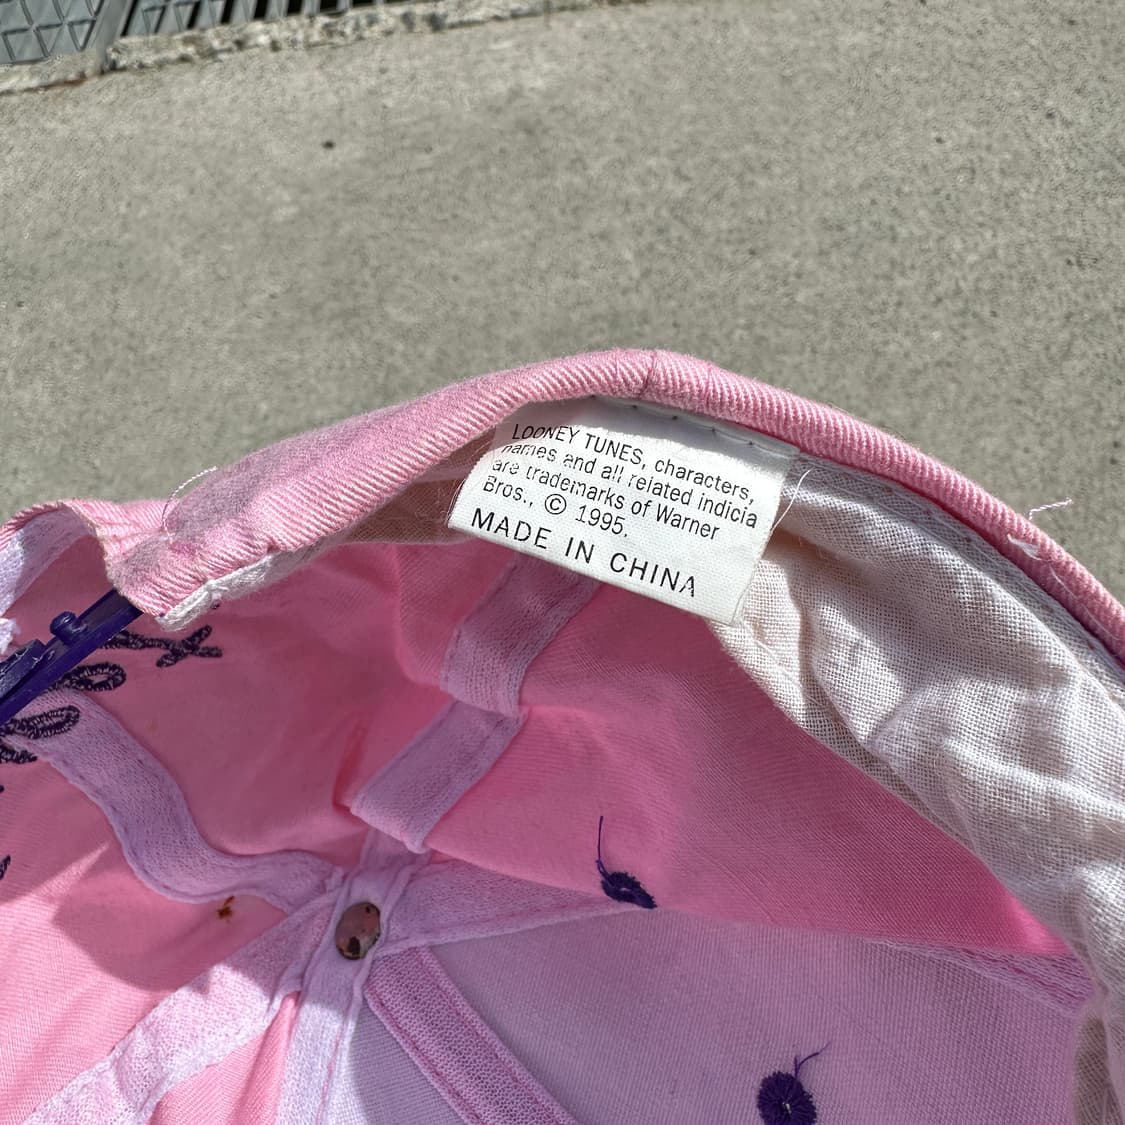 LOONEY TUNES, characters,
names and all related indicia
are trademarks of Warner
Bros., © 1995.
MADE IN CHINA